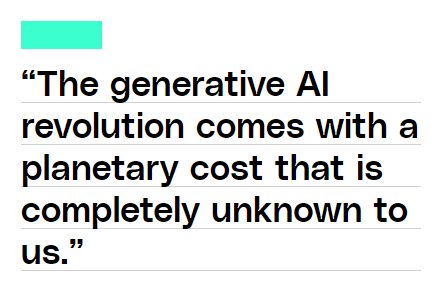 “The generative AI
revolution comes with a
planetary cost that is
completely unknown to
us.”